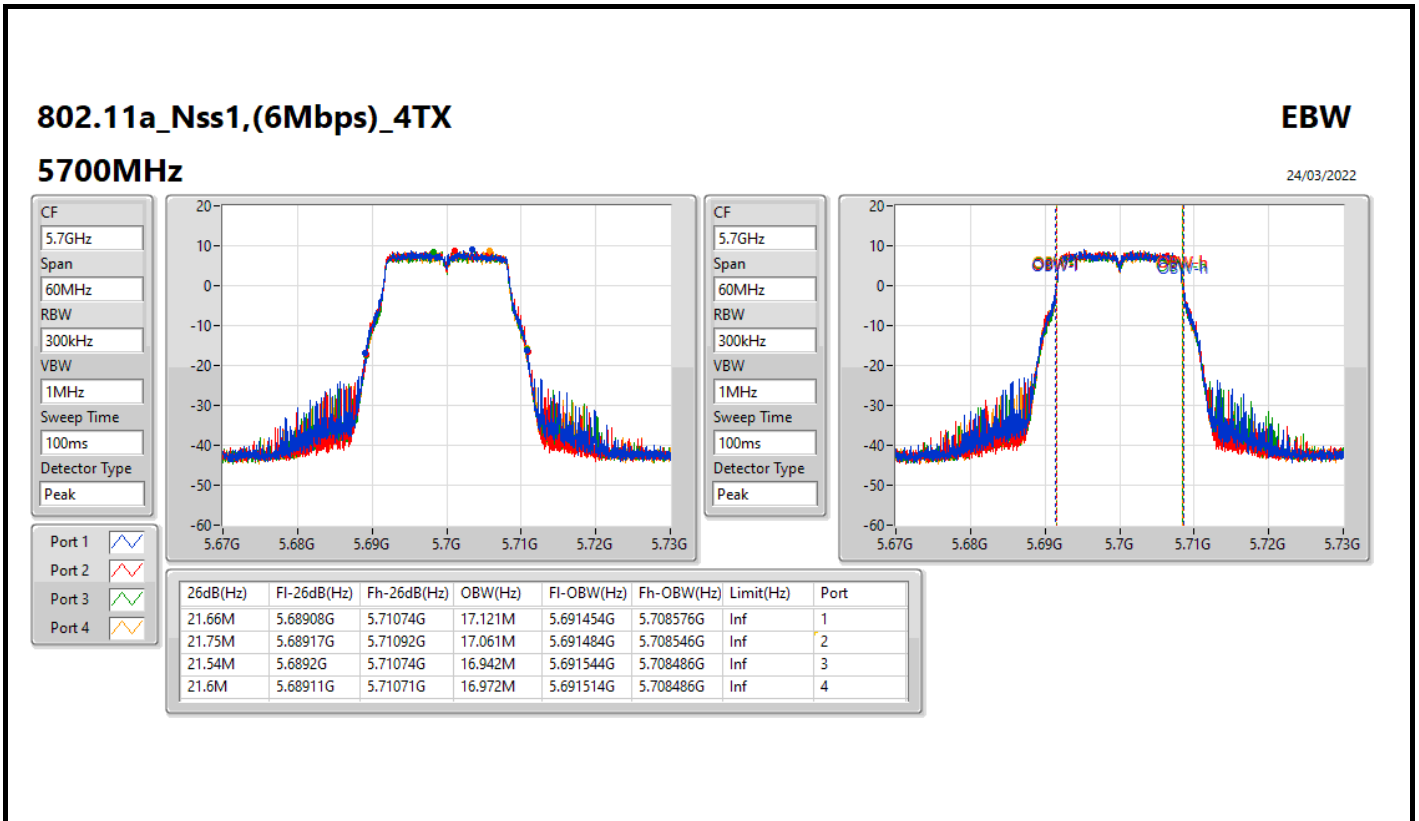 802.11a_Nss1,(6Mbps)_4TX
EBW
5700MHz
24/03/2022
CF
5.7GHz
Span
60MHz
RBW
300kHz
VBW
1MHz
Sweep Time
100ms
Detector Type
Peak
20
10
0
-10
-20
-30
-40
-50
-60
5.67G 5.68G 5.69G 5.7G 5.71G 5.72G 5.73G
CF
5.7GHz
Span
60MHz
RBW
300kHz
VBW
1MHz
Sweep Time
100ms
Detector Type
Peak
20
10
0
-10
-20
-30
-40
-50
-60
OBW-l OBW-h
5.67G 5.68G 5.69G 5.7G 5.71G 5.72G 5.73G
Port 1
Port 2
Port 3
Port 4
26dB(Hz) Fl-26dB(Hz) Fh-26dB(Hz) OBW(Hz) Fl-OBW(Hz) Fh-OBW(Hz) Limit(Hz) Port
21.66M 5.68908G 5.71074G 17.121M 5.691454G 5.708576G Inf 1
21.75M 5.68917G 5.71092G 17.061M 5.691484G 5.708546G Inf 2
21.54M 5.6892G 5.71074G 16.942M 5.691544G 5.708486G Inf 3
21.6M 5.68911G 5.71071G 16.972M 5.691514G 5.708486G Inf 4